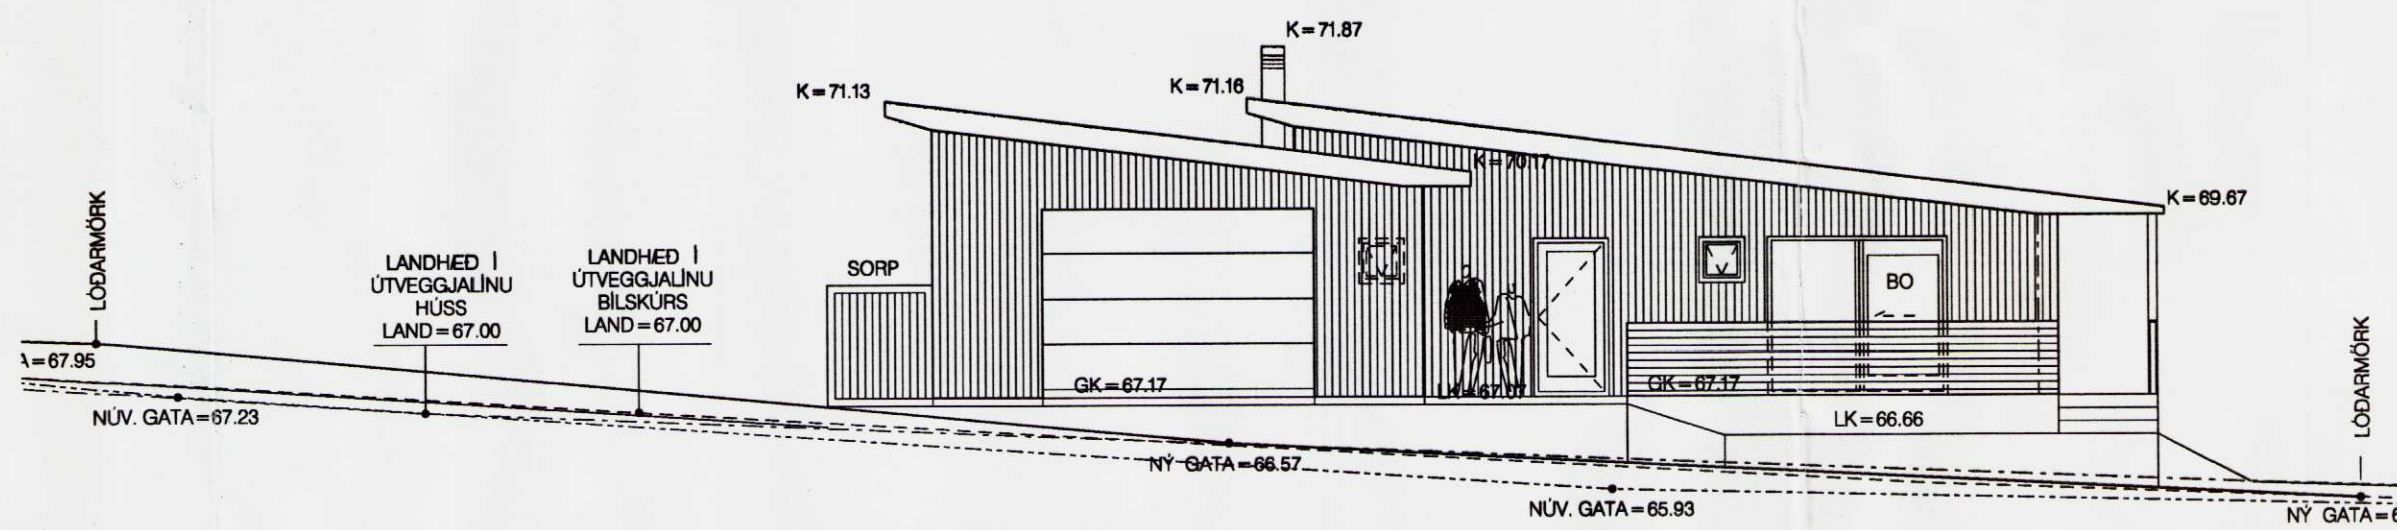 K=71.87
K=71.13
K=71.16
K=70.17
K=69.67
LÓÐARMÖRK
LANDHÆÐ Í
ÚTVEGGJALÍNU
HÚSS
LAND=67.00
LANDHÆÐ Í
ÚTVEGGJALÍNU
BÍLSKÚRS
LAND=67.00
SORP
BO
=67.95
GK=67.17
LK=67.07
GK=67.17
NÚV. GATA=67.23
LK=66.66
LÓÐARMÖRK
NÝ GATA=66.57
NÚV. GATA=65.93
NÝ GATA=